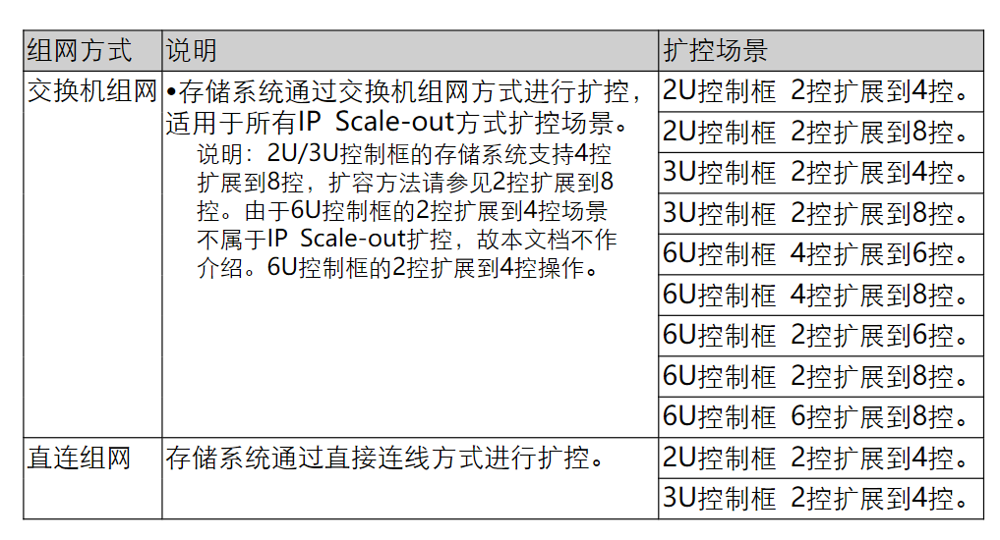 组网方式 说明 扩控场景
交换机组网 •存储系统通过交换机组网方式进行扩控，
适用于所有IP Scale-out方式扩控场景。
说明：2U/3U控制框的存储系统支持4控
扩展到8控，扩容方法请参见2控扩展到8
控。由于6U控制框的2控扩展到4控场景
不属于IP Scale-out扩控，故本文档不作
介绍。6U控制框的2控扩展到4控操作。
2U控制框 2控扩展到4控。
2U控制框 2控扩展到8控。
3U控制框 2控扩展到4控。
3U控制框 2控扩展到8控。
6U控制框 4控扩展到6控。
6U控制框 4控扩展到8控。
6U控制框 2控扩展到6控。
6U控制框 2控扩展到8控。
6U控制框 6控扩展到8控。
直连组网 存储系统通过直接连线方式进行扩控。
2U控制框 2控扩展到4控。
3U控制框 2控扩展到4控。